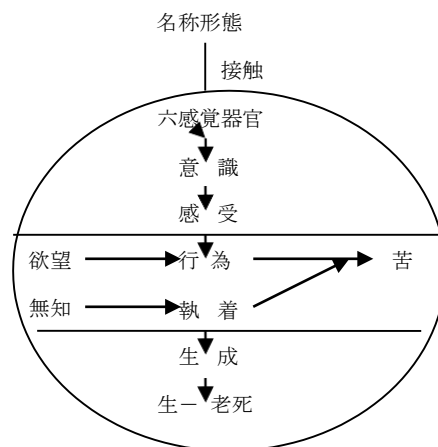 名称形態
接触
六感覚器官
意 識
感 受
欲望 行 為 苦
無知 執 着
生 成
生－ 老死